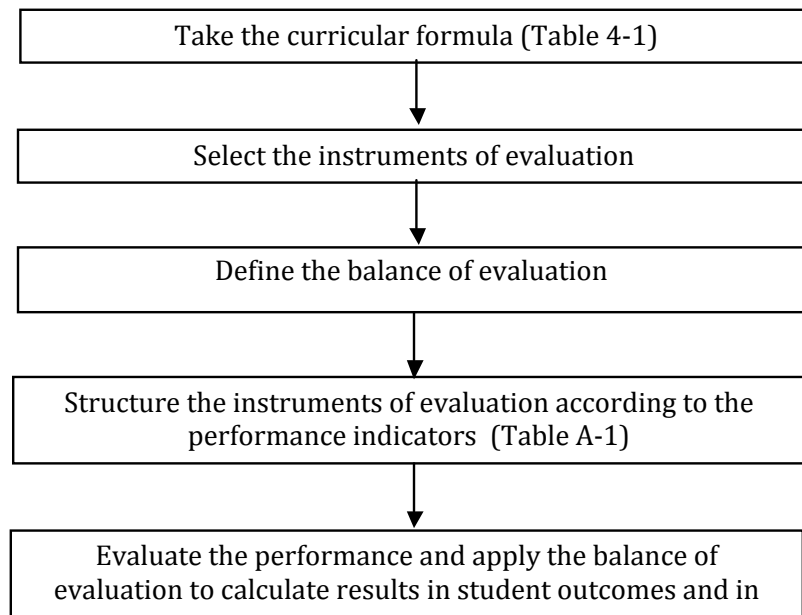 Take the curricular formula (Table 4-1)
Select the instruments of evaluation
Define the balance of evaluation
Structure the instruments of evaluation according to the
performance indicators (Table A-1)
Evaluate the performance and apply the balance of
evaluation to calculate results in student outcomes and in